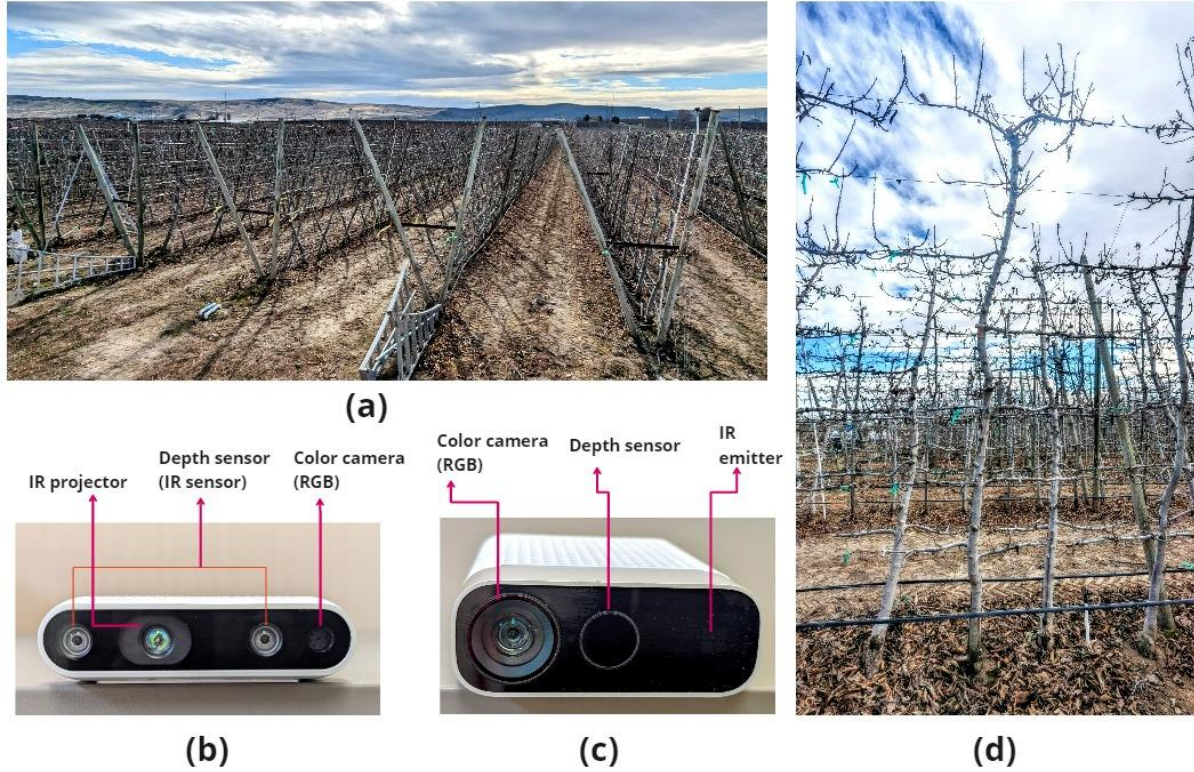 (a)
IR projector
Depth sensor
(IR sensor)
Color camera
(RGB)
Color camera
(RGB)
Depth sensor
IR
emitter
(b)
(c)
(d)